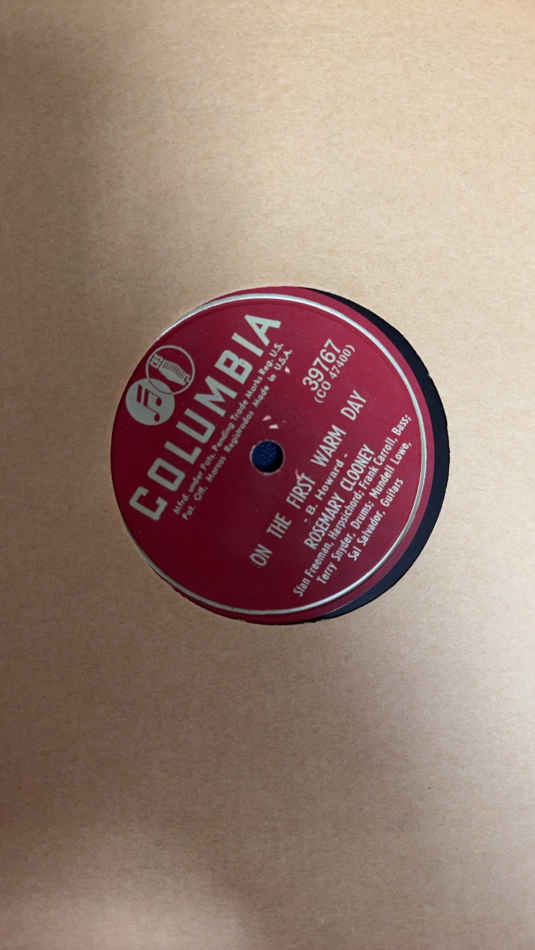 COLUMBIA
Mfrd. under Pats. Pending Trade Marks Reg. U.S.
Pat. Off. Marcas Registradas Made in U.S.A.
39767
(CO 47400)
ON THE FIRST WARM DAY
- B. Howard -
ROSEMARY CLOONEY
Stan Freeman, Harpsichord; Frank Carroll, Bass;
Terry Snyder, Drums; Mundell Lowe,
Sal Salvador, Guitars